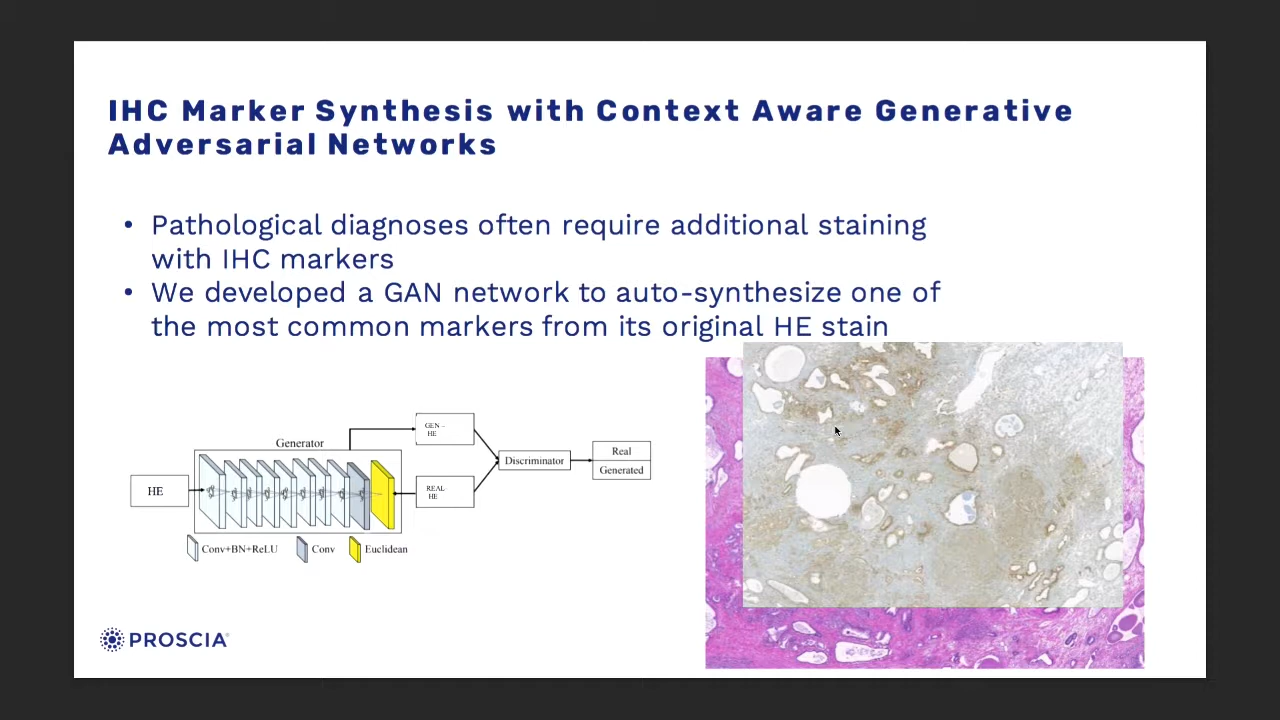 IHC Marker Synthesis with Context Aware Generative
Adversarial Networks
• Pathological diagnoses often require additional staining
with IHC markers
• We developed a GAN network to auto-synthesize one of
the most common markers from its original HE stain
Generator
HE
GEN –
HE
REAL
HE
Discriminator
Real
Generated
Conv+BN+ReLU
Conv
Euclidean
PROSCIA